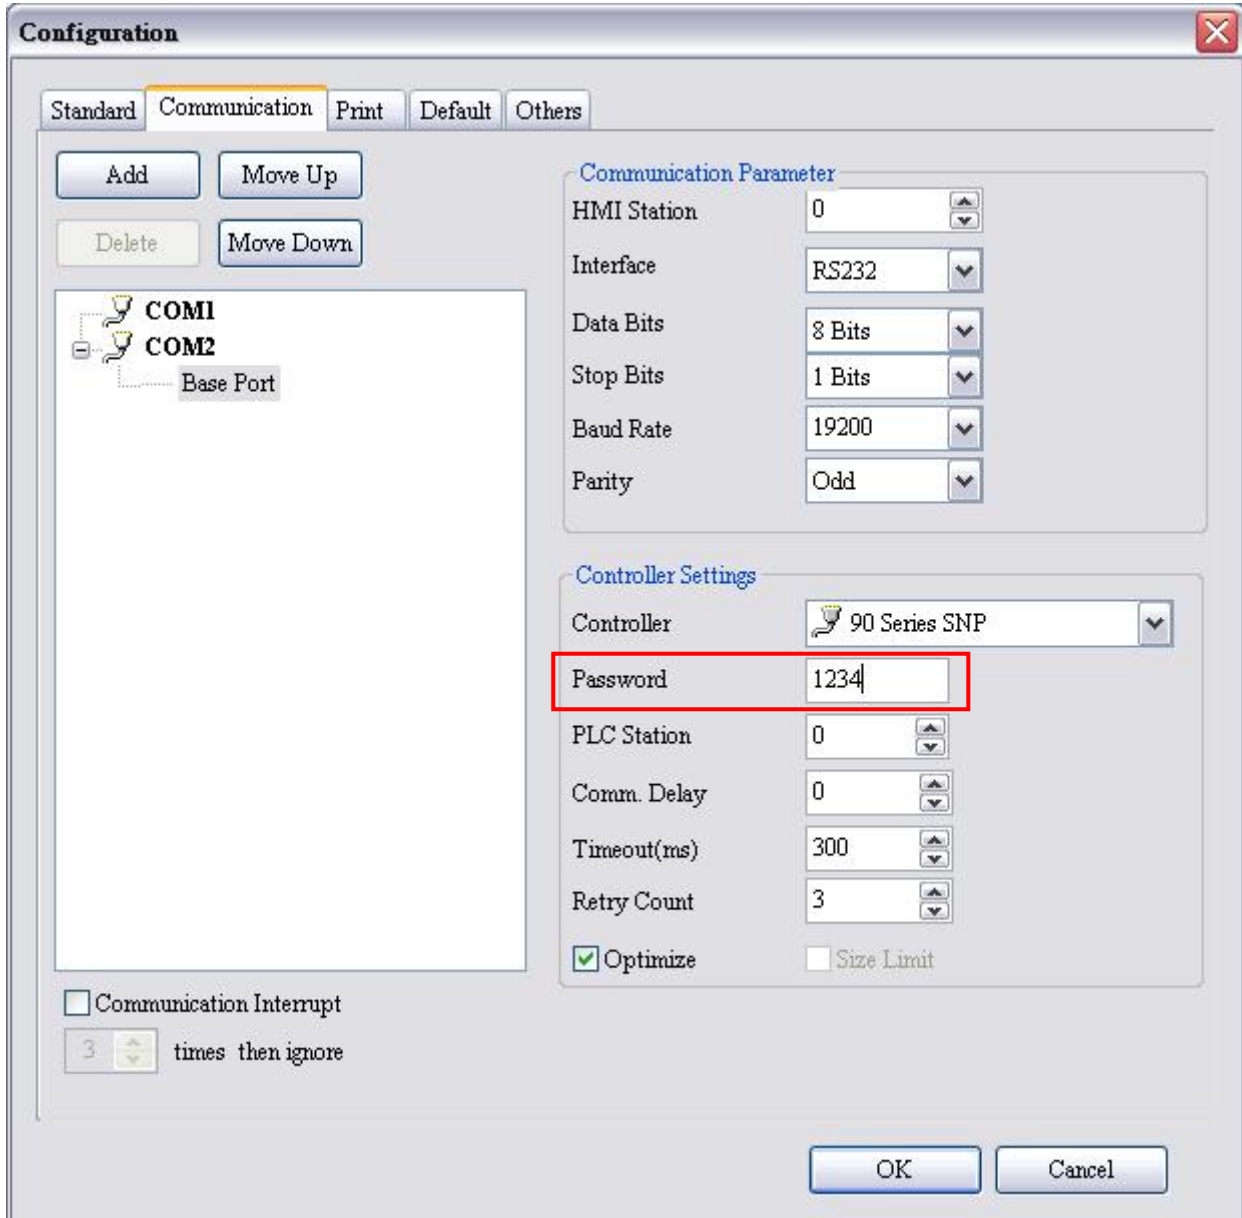 Configuration
Standard Communication Print Default Others
Add Move Up
Delete Move Down
COM1
COM2
Base Port
Communication Interrupt
3 times then ignore
Communication Parameter
HMI Station 0
Interface RS232
Data Bits 8 Bits
Stop Bits 1 Bits
Baud Rate 19200
Parity Odd
Controller Settings
Controller 90 Series SNP
Password 1234
PLC Station 0
Comm. Delay 0
Timeout(ms) 300
Retry Count 3
Optimize Size Limit
OK Cancel